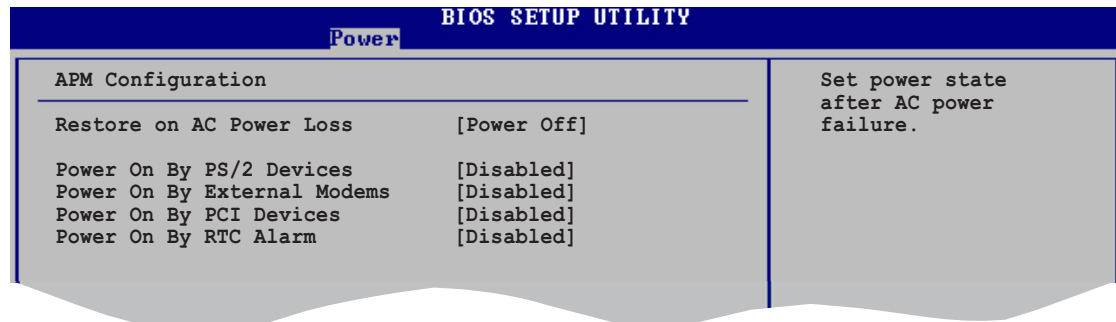 BIOS SETUP UTILITY
Power
APM Configuration
Restore on AC Power Loss [Power Off]
Power On By PS/2 Devices [Disabled]
Power On By External Modems [Disabled]
Power On By PCI Devices [Disabled]
Power On By RTC Alarm [Disabled]
Set power state
after AC power
failure.